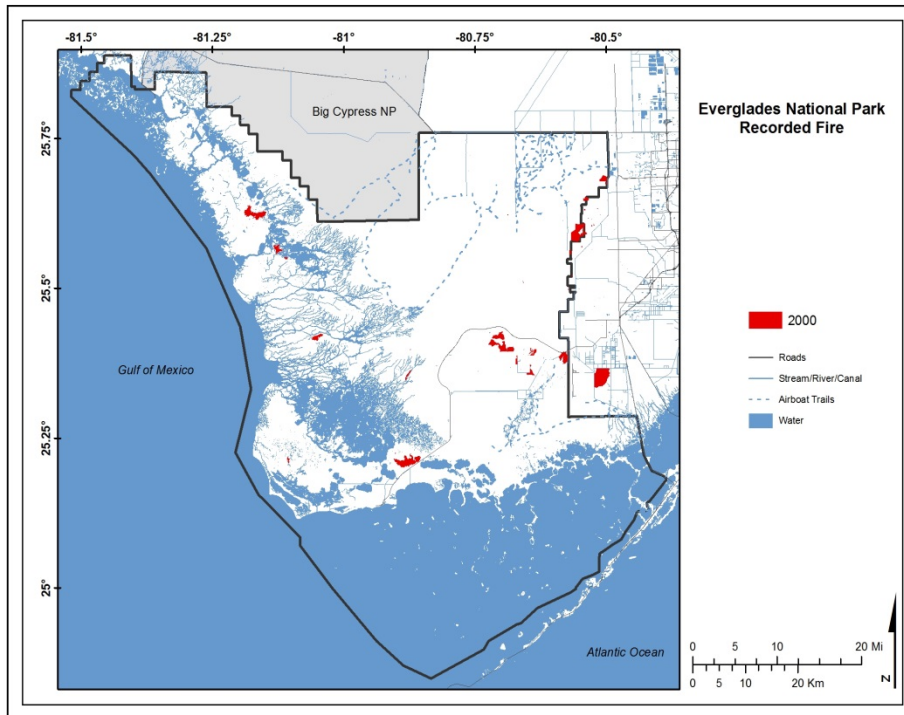 -81.5 -81.25 -81 -80.75 -80.5
Big Cypress NP
Everglades National Park
Recorded Fire
25.75
25.5
25.25
25°
Gulf of Mexico
Atlantic Ocean
2000
Roads
Stream/River/Canal
Airboat Trails
Water
0 5 10 20 Mi
0 5 10 20 Km
N